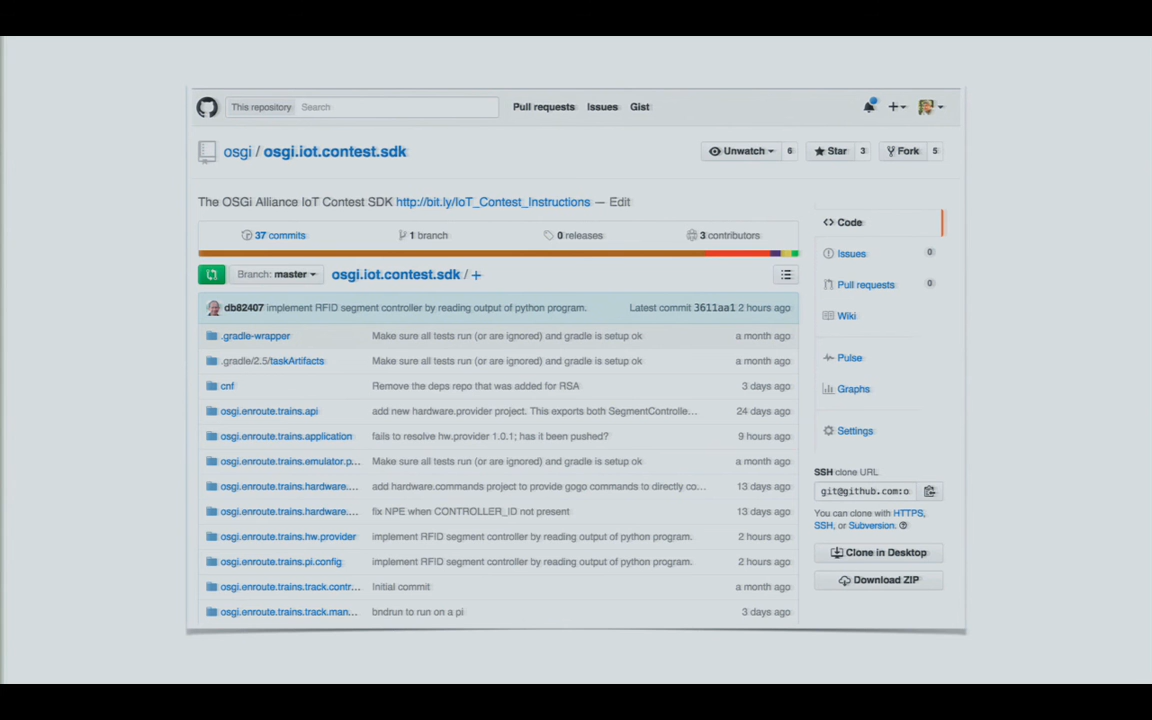 This repository Search Pull requests Issues Gist
osgi / osgi.iot.contest.sdk Unwatch 6 Star 3 Fork 5
The OSGi Alliance IoT Contest SDK http://bit.ly/IoT_Contest_Instructions — Edit
37 commits 1 branch 0 releases 3 contributors
Branch: master osgi.iot.contest.sdk / +
db82407 implement RFID segment controller by reading output of python program. Latest commit 3611aa1 2 hours ago
.gradle-wrapper Make sure all tests run (or are ignored) and gradle is setup ok a month ago
.gradle/2.5/taskArtifacts Make sure all tests run (or are ignored) and gradle is setup ok a month ago
cnf Remove the deps repo that was added for RSA 3 days ago
osgi.enroute.trains.api add new hardware.provider project. This exports both SegmentControlle... 24 days ago
osgi.enroute.trains.application fails to resolve hw.provider 1.0.1; has it been pushed? 9 hours ago
osgi.enroute.trains.emulator.p... Make sure all tests run (or are ignored) and gradle is setup ok a month ago
osgi.enroute.trains.hardware.... add hardware.commands project to provide gogo commands to directly co... 13 days ago
osgi.enroute.trains.hardware.... fix NPE when CONTROLLER_ID not present 13 days ago
osgi.enroute.trains.hw.provider implement RFID segment controller by reading output of python program. 2 hours ago
osgi.enroute.trains.pi.config implement RFID segment controller by reading output of python program. 2 hours ago
osgi.enroute.trains.track.contr... Initial commit a month ago
osgi.enroute.trains.track.man... bndrun to run on a pi 3 days ago
Code
Issues 0
Pull requests 0
Wiki
Pulse
Graphs
Settings
SSH clone URL
git@github.com:o
You can clone with HTTPS,
SSH, or Subversion.
Clone in Desktop
Download ZIP